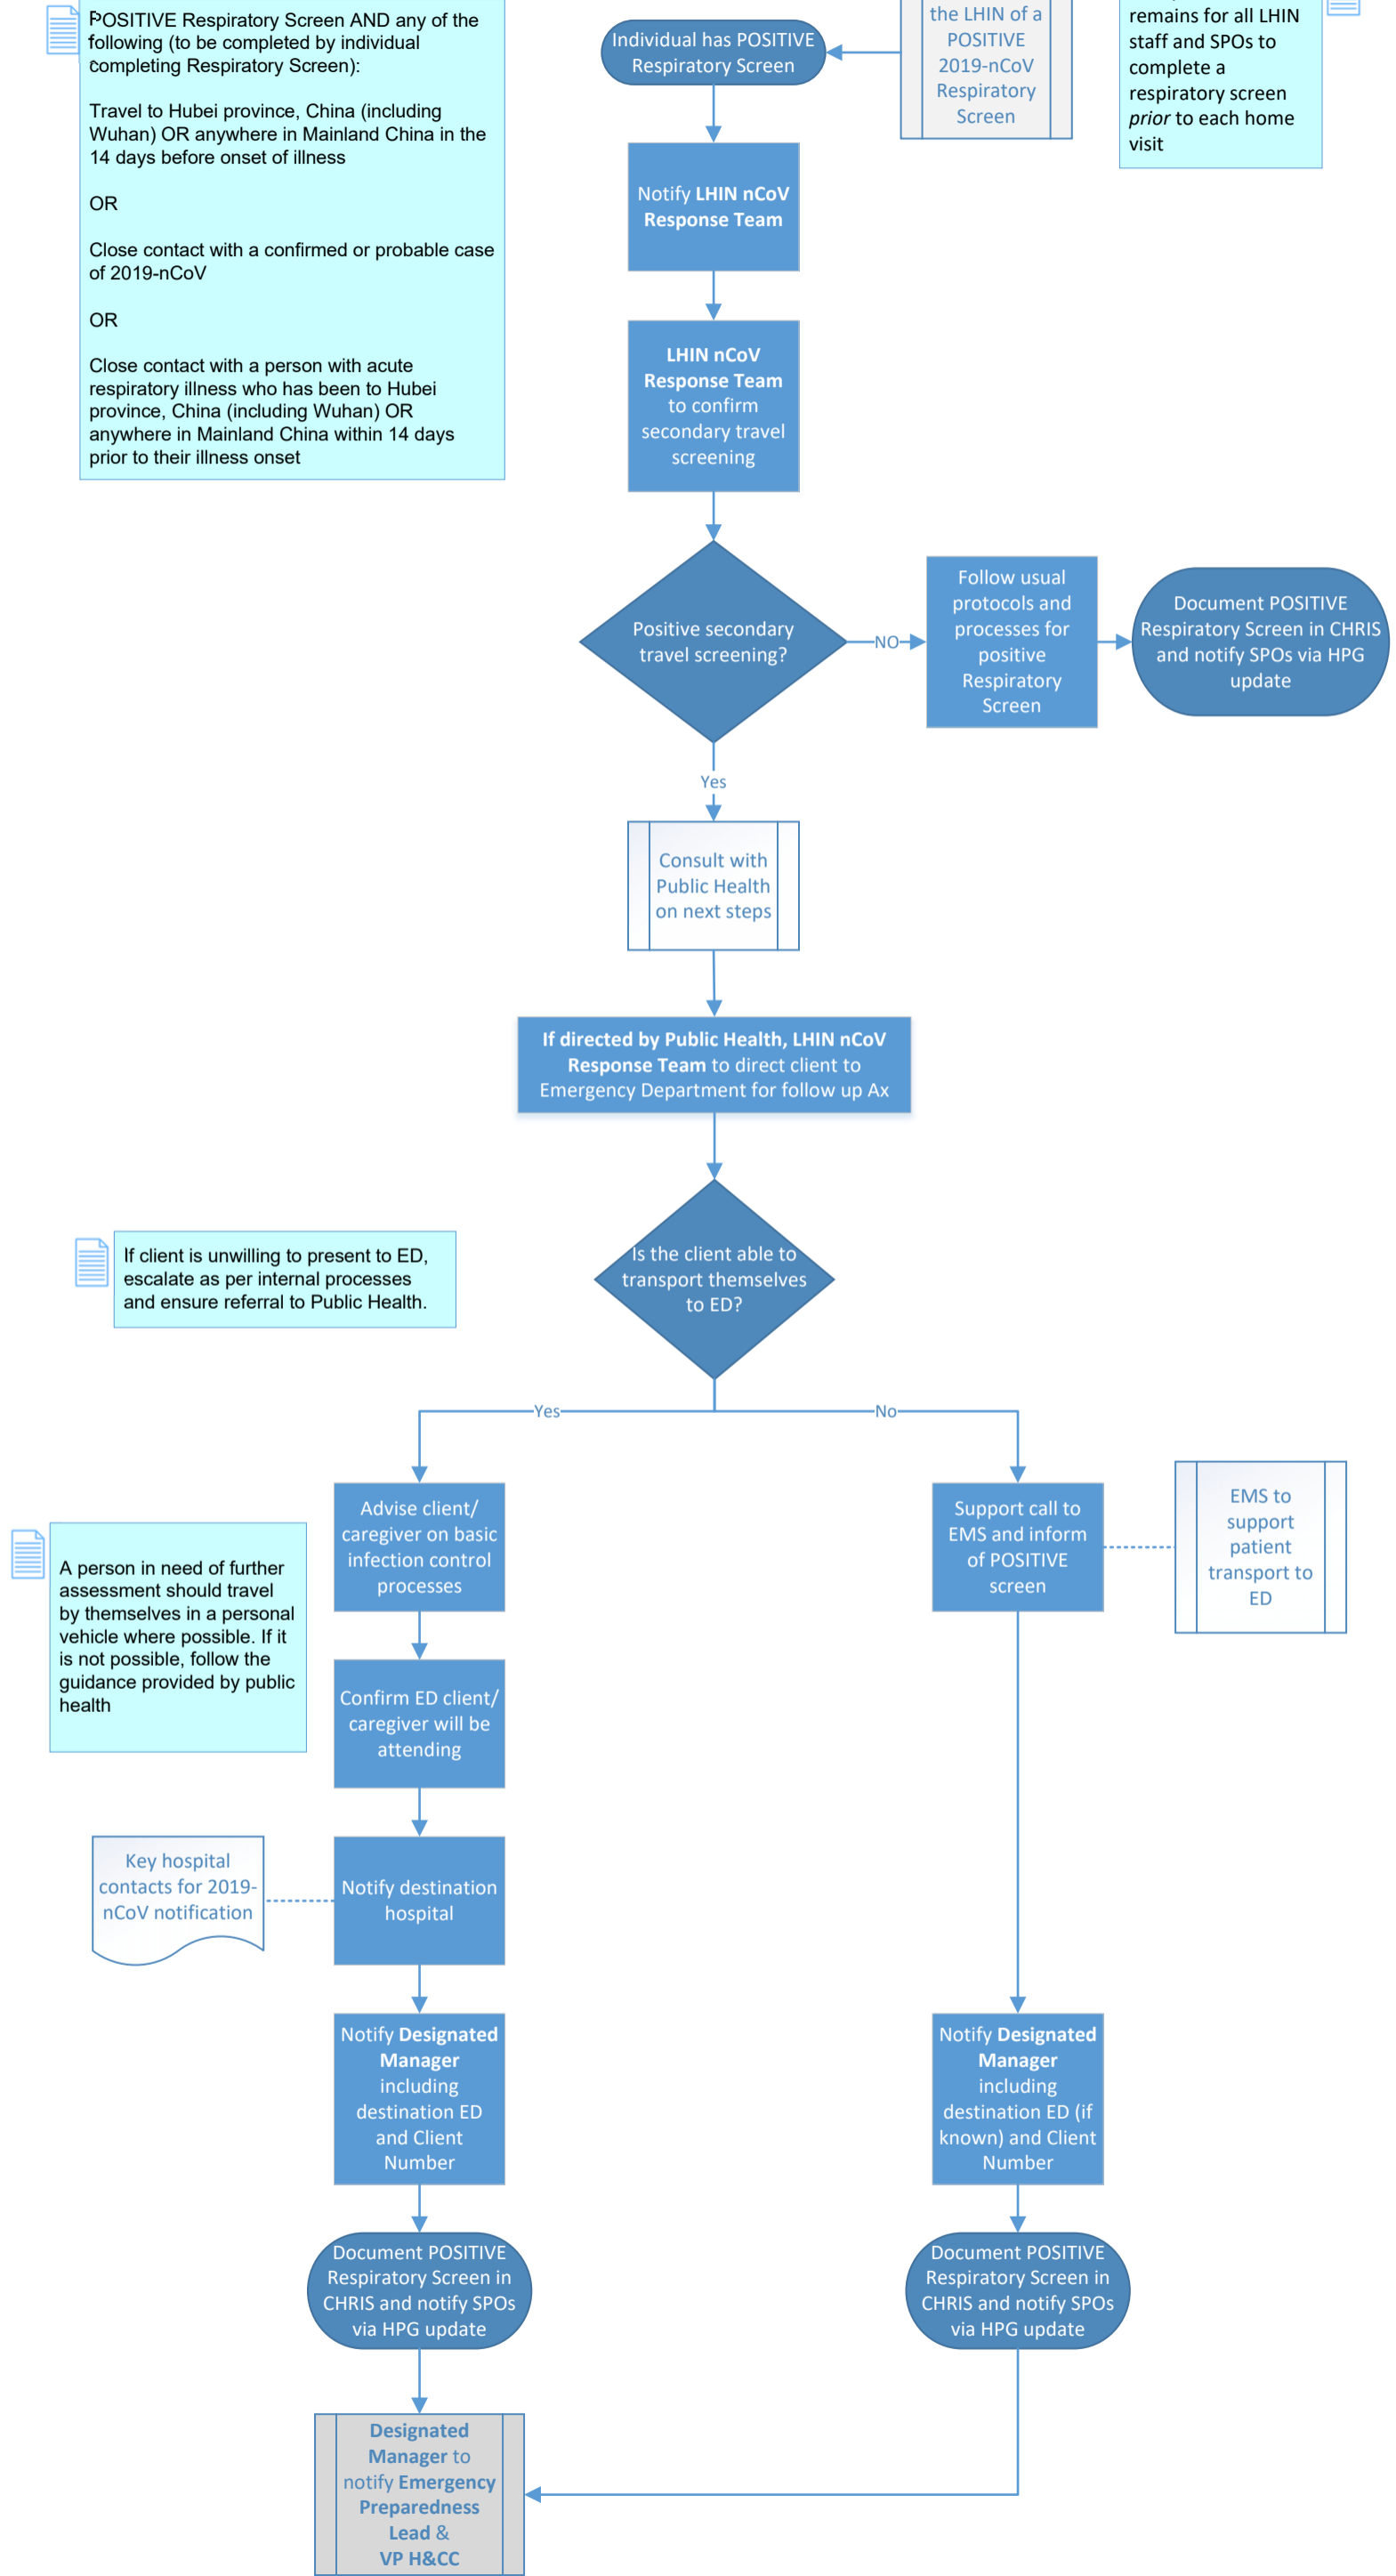 POSITIVE Respiratory Screen AND any of the
following (to be completed by individual
completing Respiratory Screen):
Travel to Hubei province, China (including
Wuhan) OR anywhere in Mainland China in the
14 days before onset of illness
OR
Close contact with a confirmed or probable case
of 2019-nCoV
OR
Close contact with a person with acute
respiratory illness who has been to Hubei
province, China (including Wuhan) OR
anywhere in Mainland China within 14 days
prior to their illness onset
Individual has POSITIVE
Respiratory Screen
the LHIN of a
POSITIVE
2019-nCoV
Respiratory
Screen
remains for all LHIN
staff and SPOs to
complete a
respiratory screen
prior to each home
visit
Notify LHIN nCoV
Response Team
LHIN nCoV
Response Team
to confirm
secondary travel
screening
Positive secondary
travel screening?
NO
Follow usual
protocols and
processes for
positive
Respiratory
Screen
Document POSITIVE
Respiratory Screen in CHRIS
and notify SPOs via HPG
update
Yes
Consult with
Public Health
on next steps
If directed by Public Health, LHIN nCoV
Response Team to direct client to
Emergency Department for follow up Ax
If client is unwilling to present to ED,
escalate as per internal processes
and ensure referral to Public Health.
Is the client able to
transport themselves
to ED?
Yes
No
Advise client/
caregiver on basic
infection control
processes
Support call to
EMS and inform
of POSITIVE
screen
EMS to
support
patient
transport to
ED
A person in need of further
assessment should travel
by themselves in a personal
vehicle where possible. If it
is not possible, follow the
guidance provided by public
health
Confirm ED client/
caregiver will be
attending
Key hospital
contacts for 2019-
nCoV notification
Notify destination
hospital
Notify Designated
Manager
including
destination ED
and Client
Number
Notify Designated
Manager
including
destination ED (if
known) and Client
Number
Document POSITIVE
Respiratory Screen in
CHRIS and notify SPOs
via HPG update
Document POSITIVE
Respiratory Screen in
CHRIS and notify SPOs
via HPG update
Designated
Manager to
notify Emergency
Preparedness
Lead &
VP H&CC